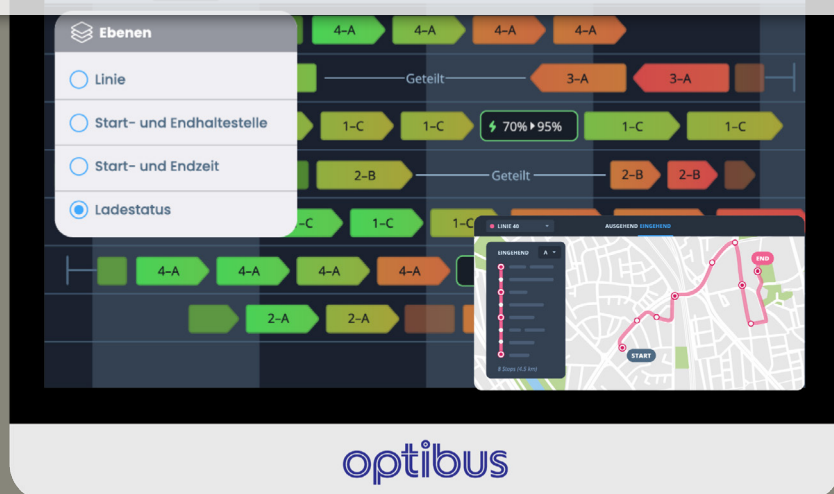 Ebenen
Linie
Start- und Endhaltestelle
Start- und Endzeit
Ladestatus
4-A 4-A 4-A 4-A
Geteilt 3-A 3-A
1-C 1-C 70% 95% 1-C 1-C
2-B Geteilt 2-B 2-B
-C 1-C 1-C
4-A 4-A 4-A 4-A
2-A 2-A
LINIE 40 AUSGEHEND EINGEHEND
EINGEHEND A
END
START
8 Stops (4.1 km)
optibus